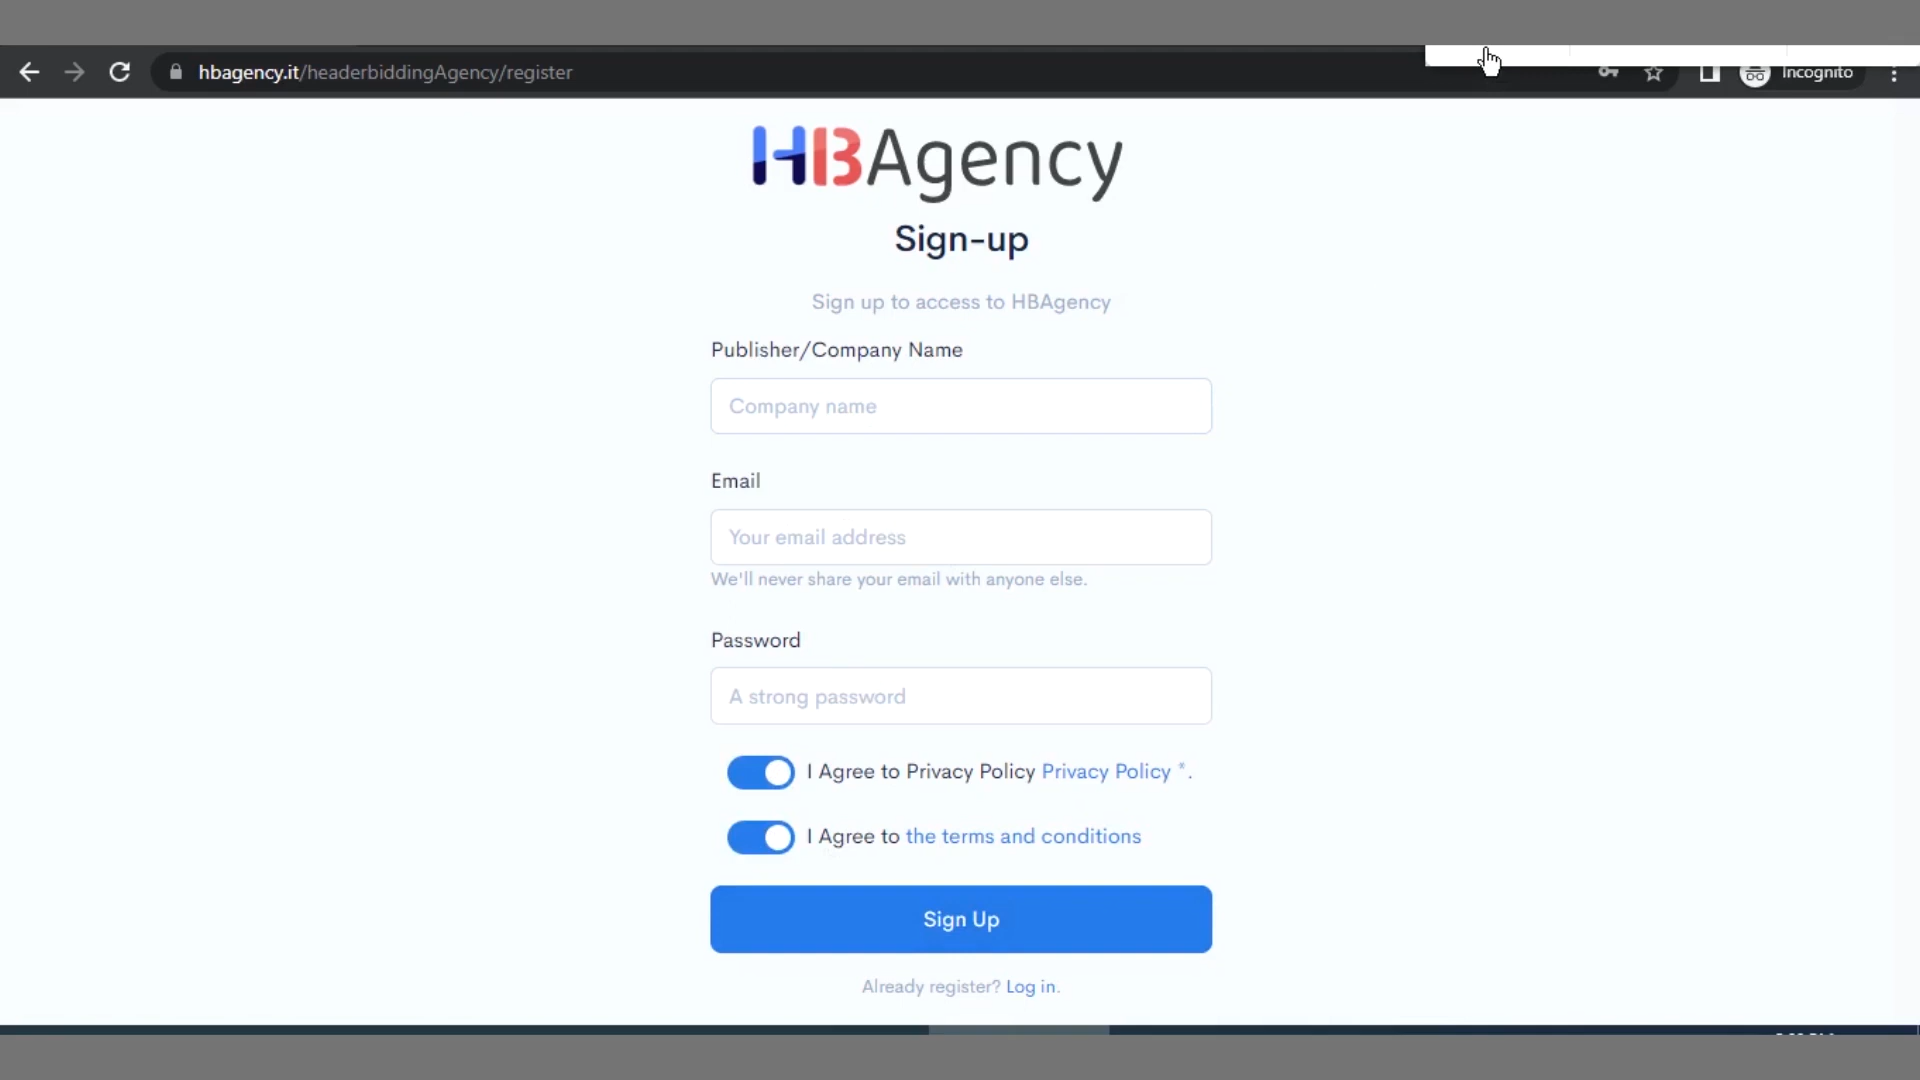 hbagency.it/headerbiddingAgency/register
Incognito
HBAgency
Sign-up
Sign up to access to HBAgency
Publisher/Company Name
Company name
Email
Your email address
We'll never share your email with anyone else.
Password
A strong password
I Agree to Privacy Policy Privacy Policy *.
I Agree to the terms and conditions
Sign Up
Already register? Log in.